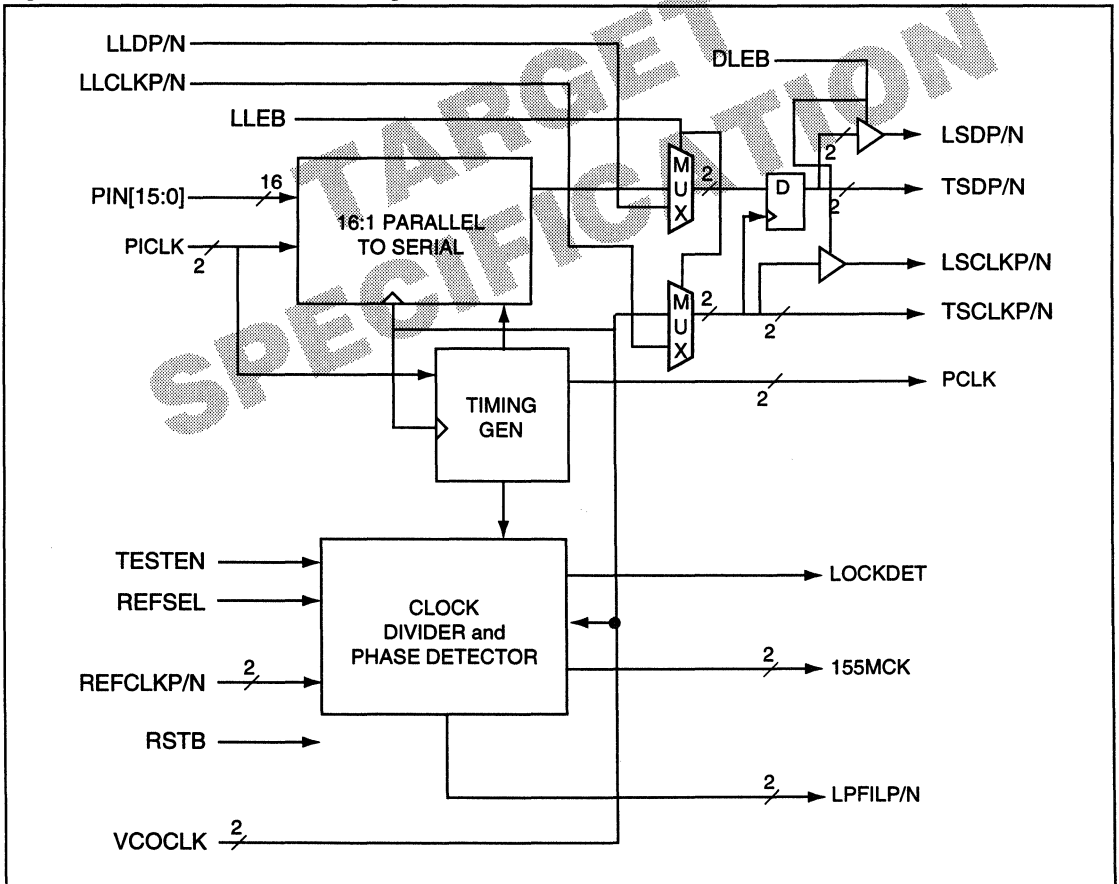 LLDP/N
LLCLKP/N
LLEB
DLEB
TARGET
SPECIFICATION
LSDP/N
2
TSDP/N
2
LSCLKP/N
TSCLKP/N
2
PCLK
2
PIN[15:0]
16
PICLK
2
16:1 PARALLEL
TO SERIAL
MUX
2
D
MUX
2
TIMING
GEN
TESTEN
REFSEL
REFCLKP/N
2
RSTB
VCOCLK
2
CLOCK
DIVIDER and
PHASE DETECTOR
LOCKDET
155MCK
2
LPFILP/N
2